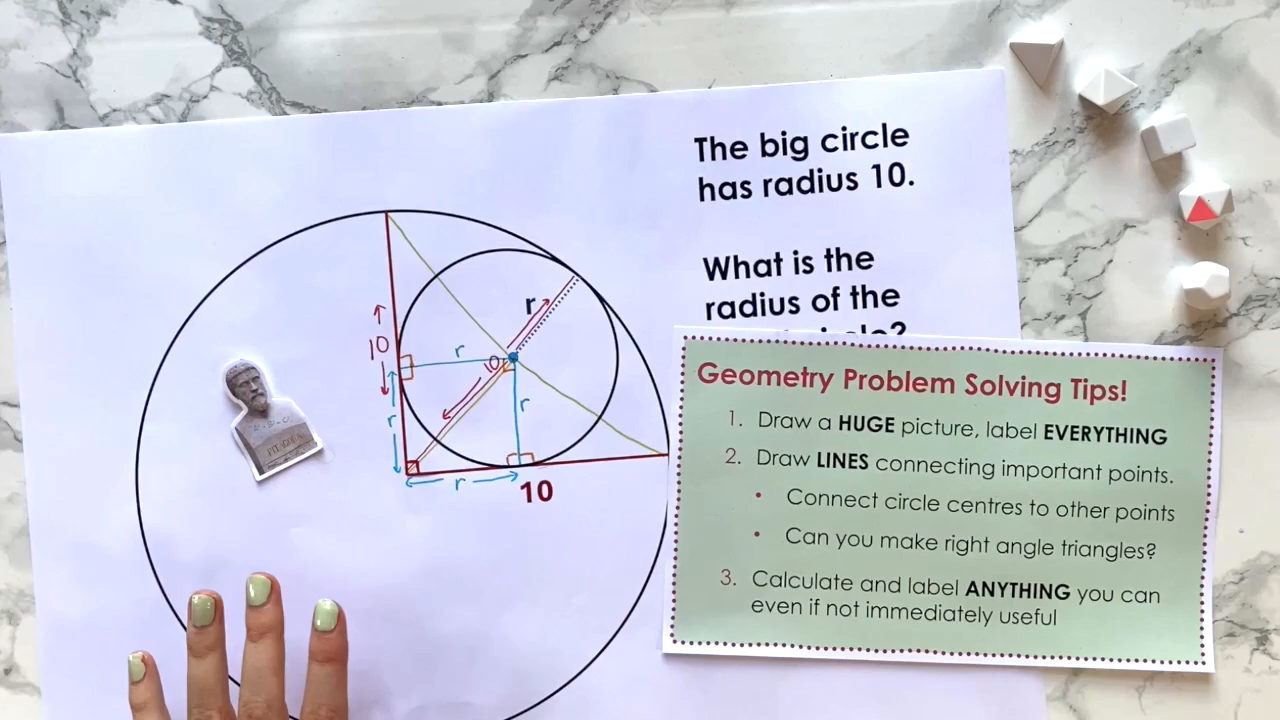 The big circle
has radius 10.
What is the
radius of the
r
10
r
10
r
r
r
10
Geometry Problem Solving Tips!
1. Draw a HUGE picture, label EVERYTHING
2. Draw LINES connecting important points.
• Connect circle centres to other points
• Can you make right angle triangles?
3. Calculate and label ANYTHING you can
even if not immediately useful